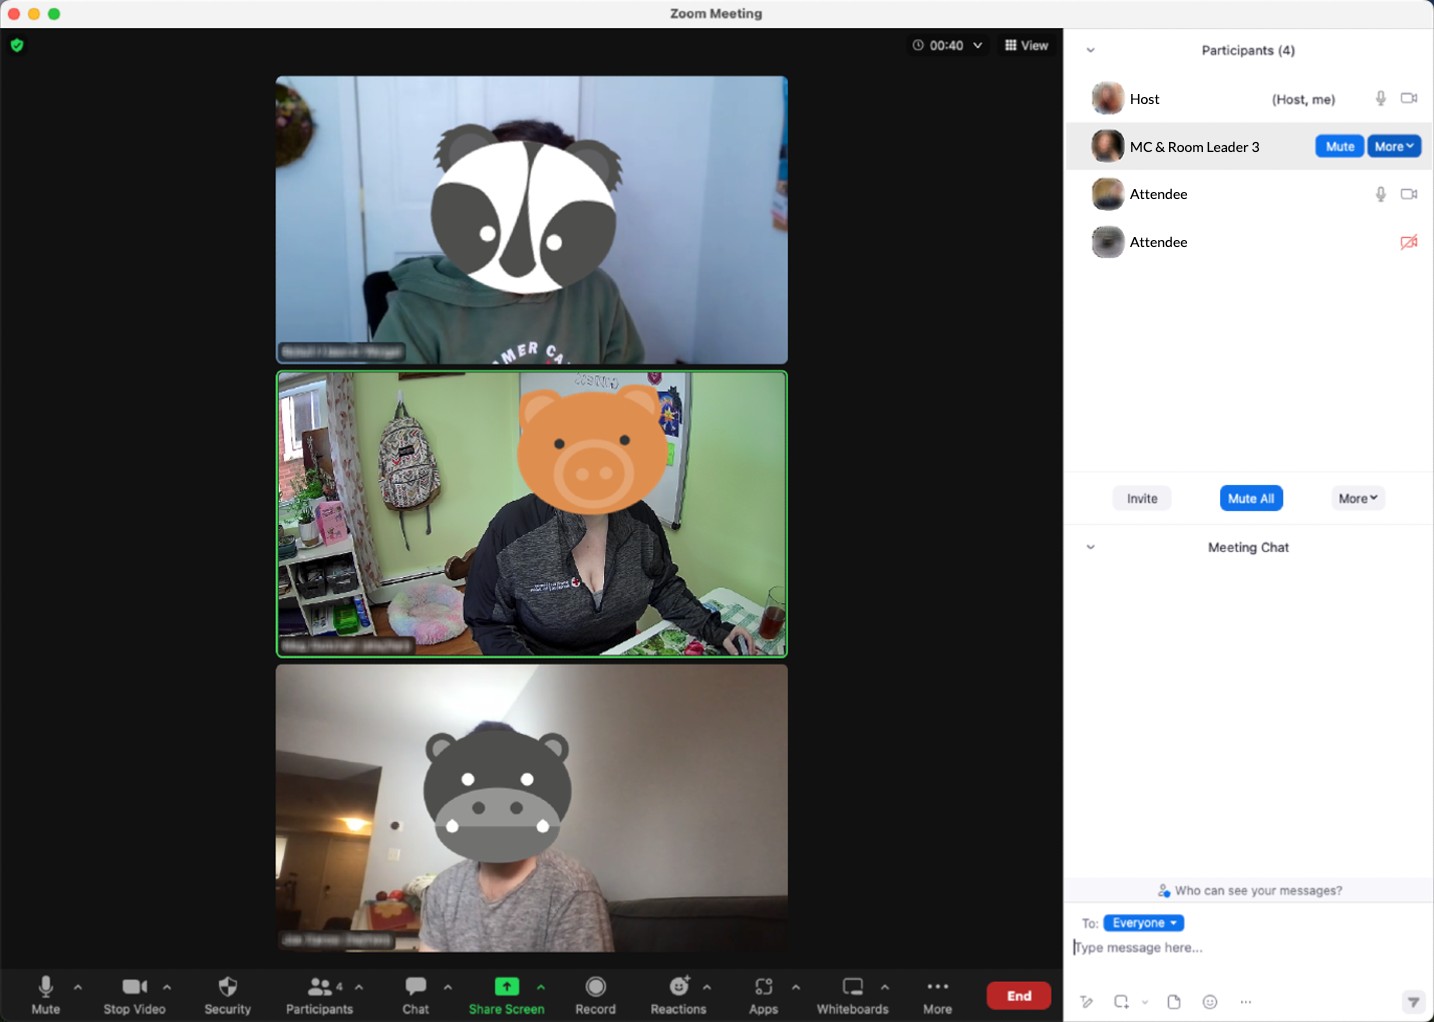 Zoom Meeting
00:40
View
MER CA
Participants (4)
Host (Host, me)
MC & Room Leader 3 Mute More
Attendee
Attendee
Invite Mute All More
Meeting Chat
Who can see your messages?
To: Everyone
Type message here...
Mute
Stop Video
Security
4
Participants
Chat
Share Screen
Record
Reactions
Apps
Whiteboards
More
End